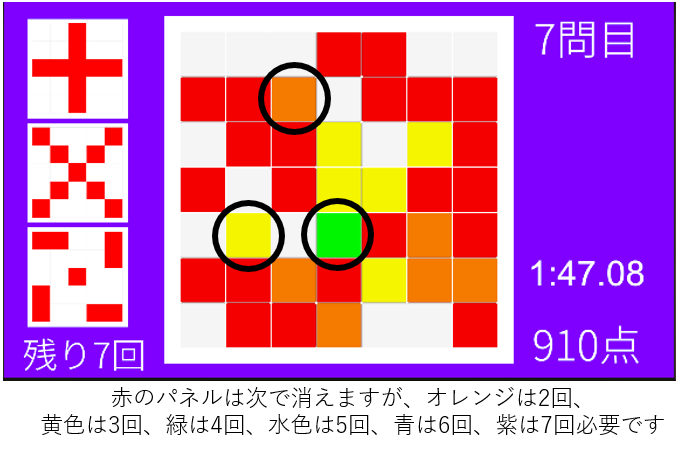 7問目
1:47.08
910点
残り7回
赤のパネルは次で消えますが、オレンジは2回、
黄色は3回、緑は4回、水色は5回、青は6回、紫は7回必要です